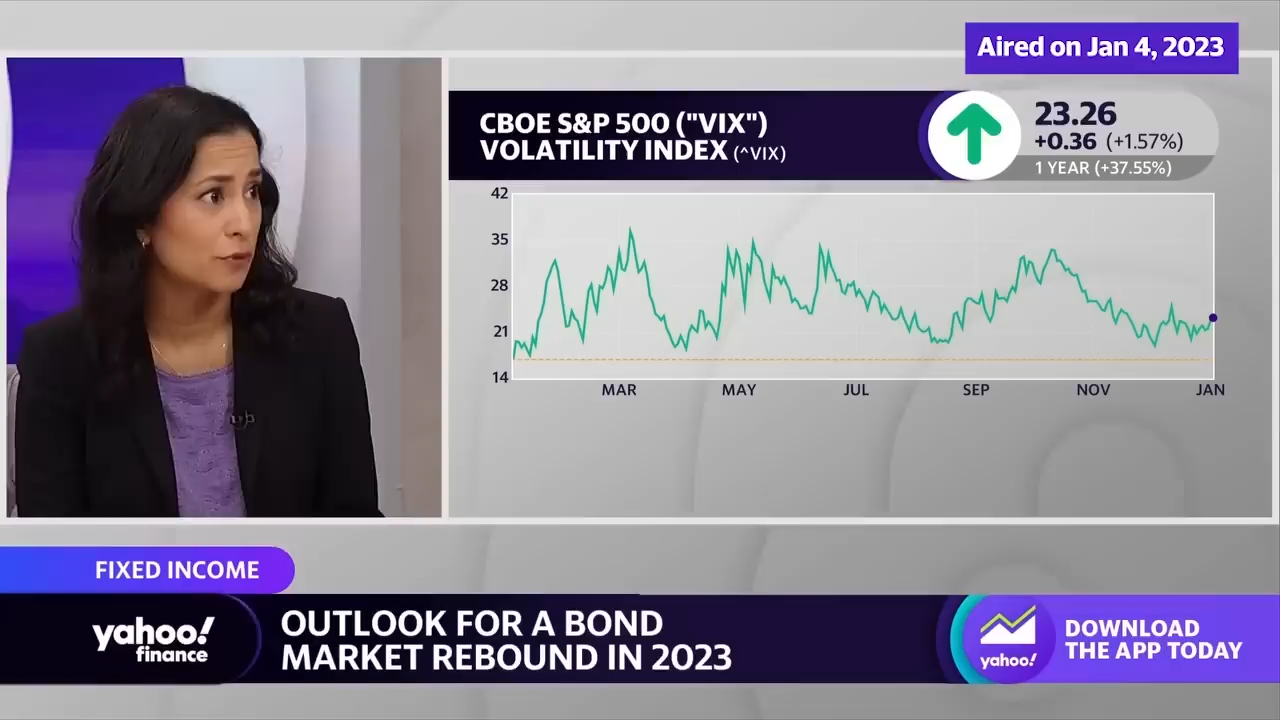 Aired on Jan 4, 2023
CBOE S&P 500 ("VIX")
VOLATILITY INDEX (^VIX)
23.26
+0.36 (+1.57%)
1 YEAR (+37.55%)
42
35
28
21
14
MAR MAY JUL SEP NOV JAN
FIXED INCOME
yahoo!
finance
OUTLOOK FOR A BOND
MARKET REBOUND IN 2023
yahoo!
DOWNLOAD
THE APP TODAY